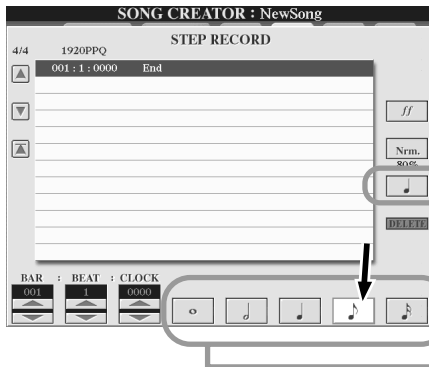 SONG CREATOR : NewSong
STEP RECORD
4/4 1920PPQ
001 : 1 : 0000 End
ff
Nrm.
80%
DELETE
BAR : BEAT : CLOCK
001 1 0000